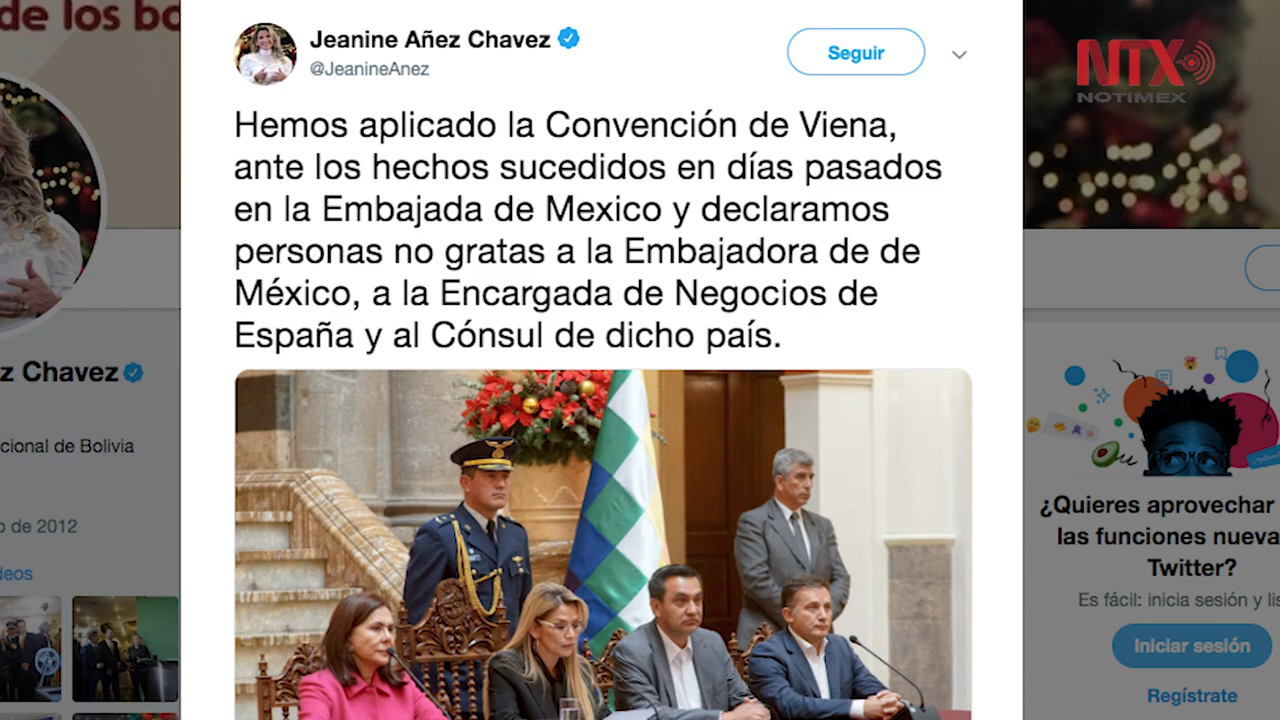 de los bo
Jeanine Añez Chavez
@JeanineAnez
Seguir
NTX
NOTIMEX
Hemos aplicado la Convención de Viena,
ante los hechos sucedidos en días pasados
en la Embajada de Mexico y declaramos
personas no gratas a la Embajadora de de
México, a la Encargada de Negocios de
España y al Cónsul de dicho país.
z Chavez
cional de Bolivia
o de 2012
deos
¿Quieres aprovechar
las funciones nueva
Twitter?
Es fácil: inicia sesión y lis
Iniciar sesión
Regístrate